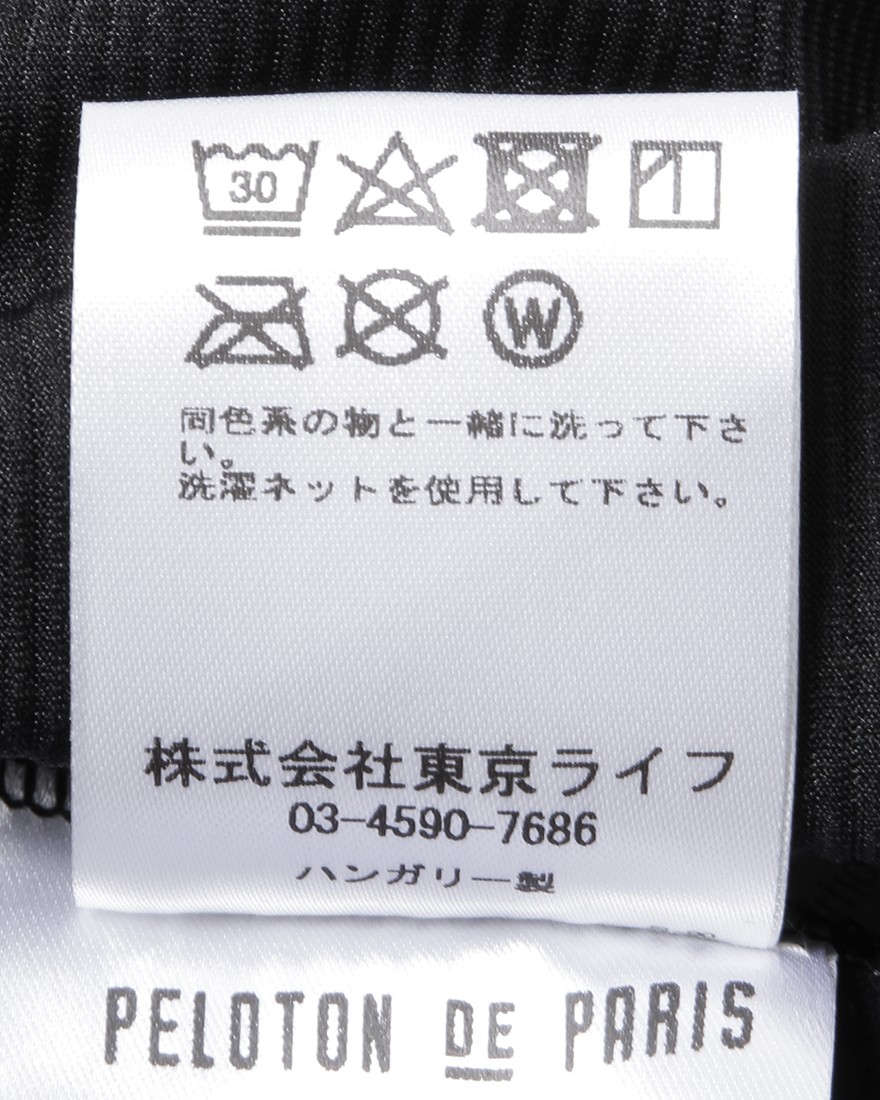 30
W
同色系の物と一緒に洗って下さ
い。
洗濯ネットを使用して下さい。
株式会社東京ライフ
03-4590-7686
ハンガリー製
PELOTON DE PARIS